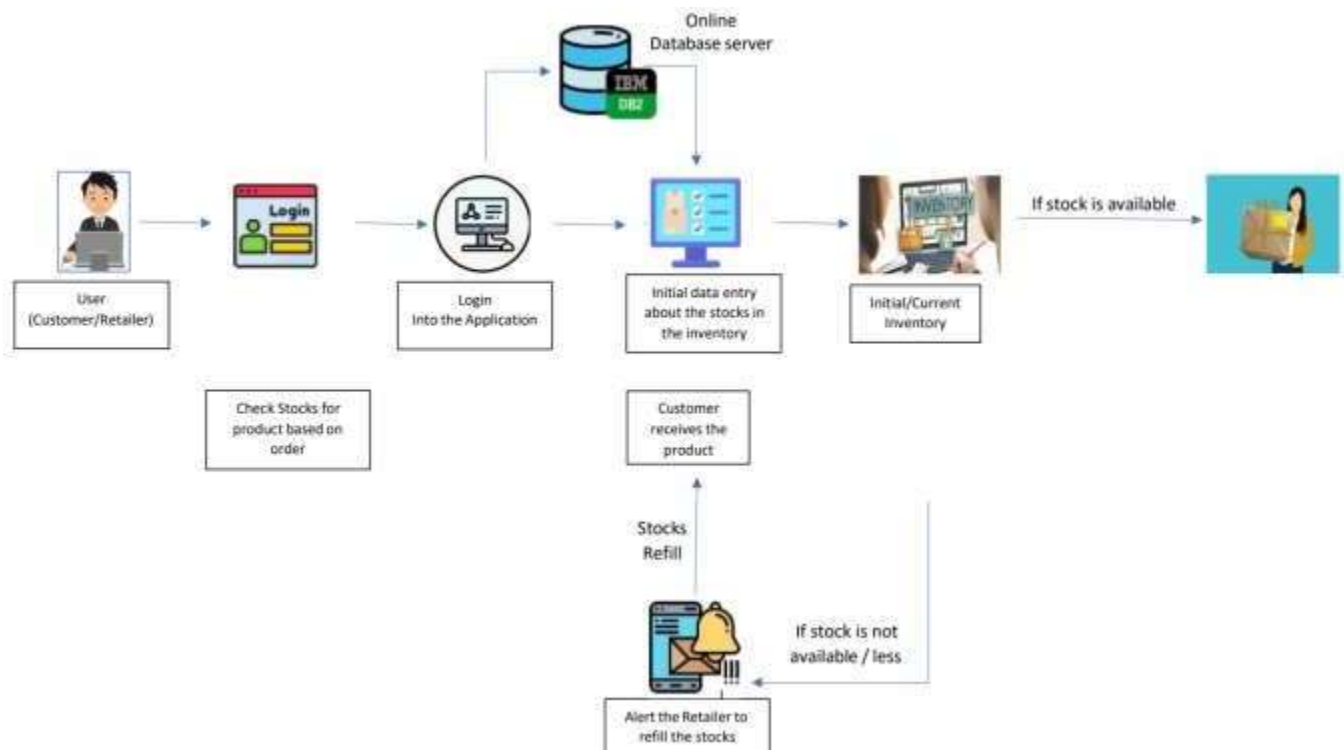 Online
Database server
IBM
DB2
Login
INVENTORY
If stock is available
User
(Customer/Retailer)
Login
Into the Application
Initial data entry
about the stocks in
the inventory
Initial/Current
Inventory
Check Stocks for
product based on
order
Customer
receives the
product
Stocks
Refill
If stock is not
available / less
Alert the Retailer to
refill the stocks